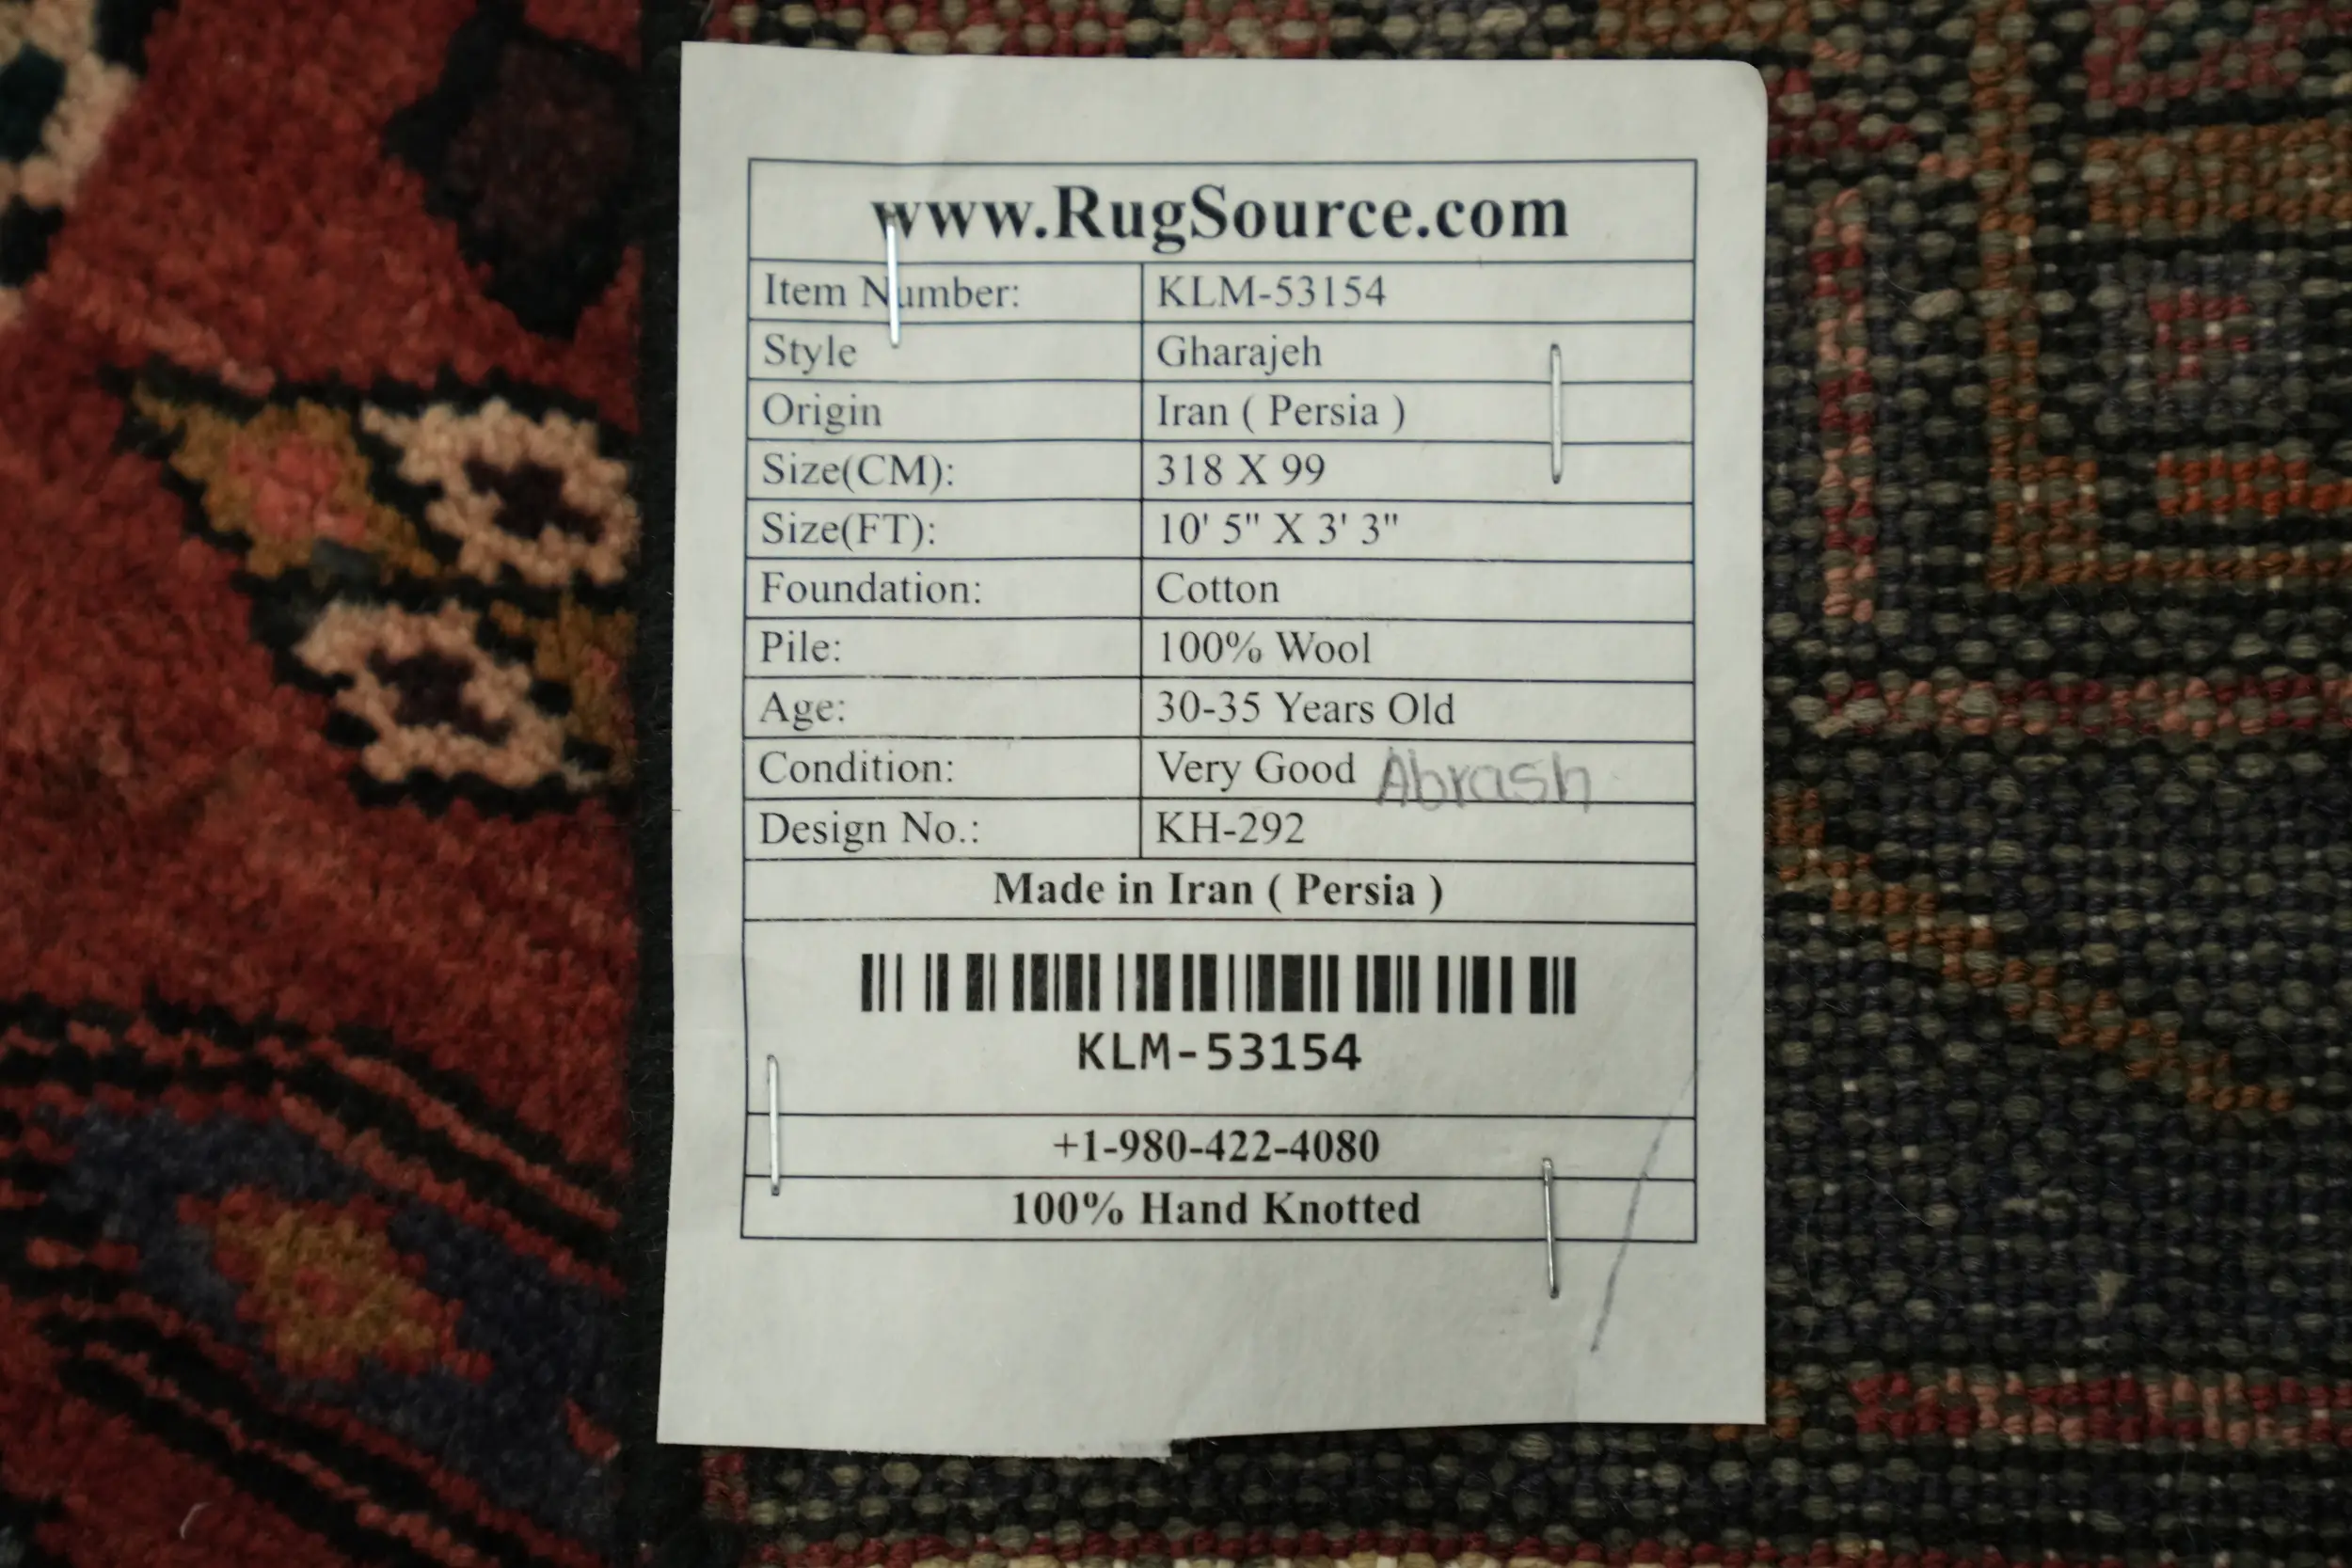 www.RugSource.com
Item Number: KLM-53154
Style Gharajeh
Origin Iran ( Persia )
Size(CM): 318 X 99
Size(FT): 10' 5" X 3' 3"
Foundation: Cotton
Pile: 100% Wool
Age: 30-35 Years Old
Condition: Very Good Abrash
Design No.: KH-292
Made in Iran ( Persia )
KLM-53154
+1-980-422-4080
100% Hand Knotted